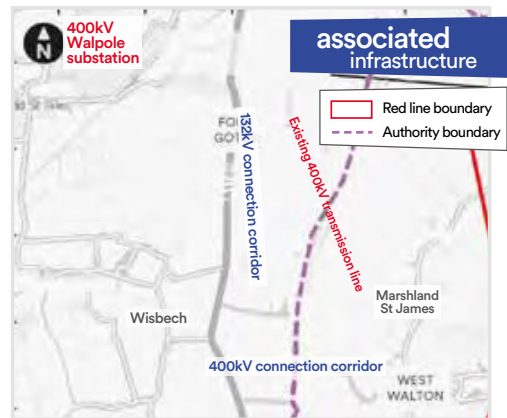 N
400kV
Walpole
substation
associated
infrastructure
Red line boundary
Authority boundary
132kV connection corridor
Existing 400kV transmission line
Wisbech
Marshland
St James
400kV connection corridor
WEST
WALTON